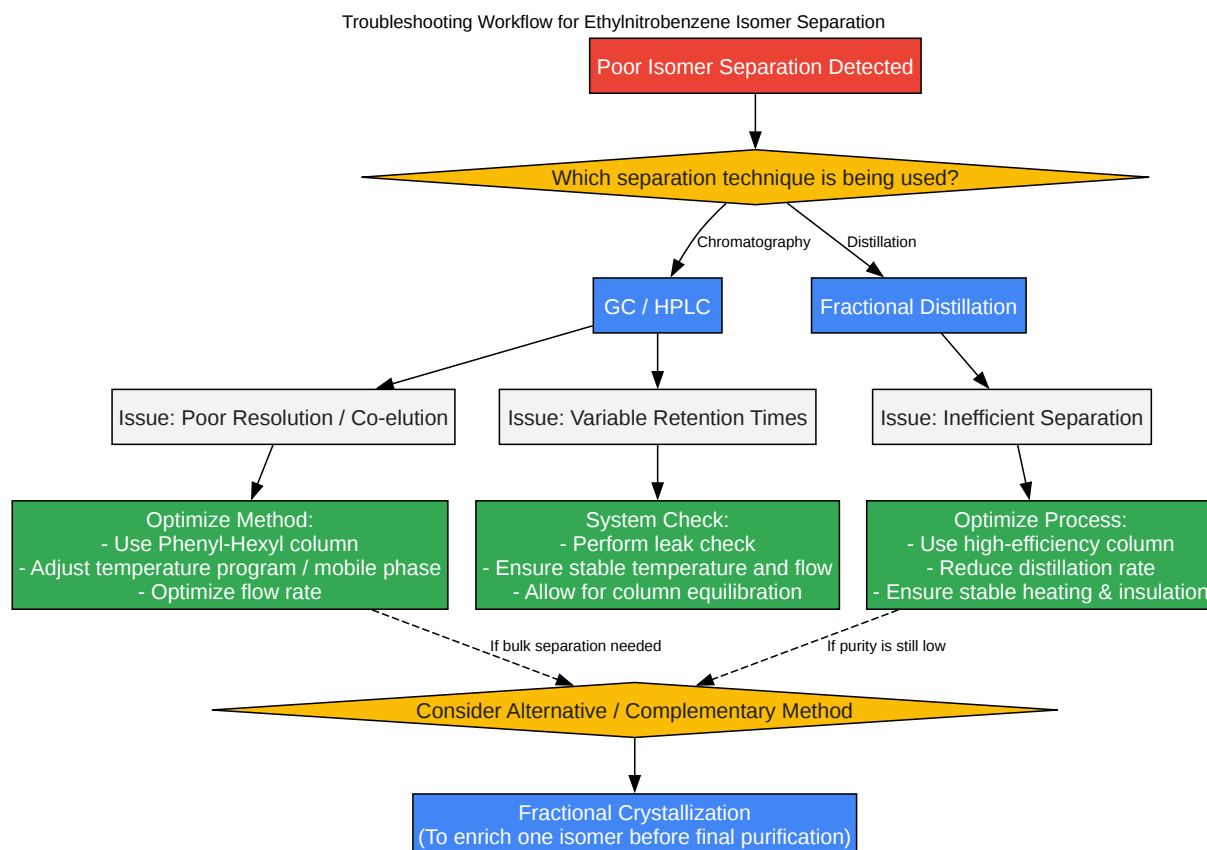 Troubleshooting Workflow for Ethylnitrobenzene Isomer Separation
Poor Isomer Separation Detected
Which separation technique is being used?
Chromatography
Distillation
GC / HPLC
Fractional Distillation
Issue: Poor Resolution / Co-elution
Issue: Variable Retention Times
Issue: Inefficient Separation
Optimize Method:
- Use Phenyl-Hexyl column
- Adjust temperature program / mobile phase
- Optimize flow rate
System Check:
- Perform leak check
- Ensure stable temperature and flow
- Allow for column equilibration
Optimize Process:
- Use high-efficiency column
- Reduce distillation rate
- Ensure stable heating & insulation
If bulk separation needed
If purity is still low
Consider Alternative / Complementary Method
Fractional Crystallization
(To enrich one isomer before final purification)